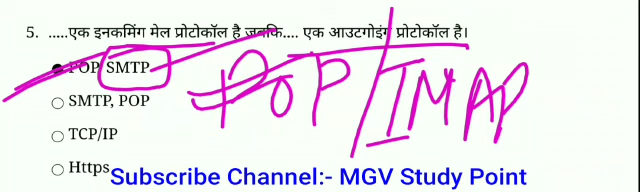 5. .....एक इनकमिंग मेल प्रोटोकॉल है जबकि.... एक आउटगोइंग प्रोटोकॉल है।
POP, SMTP
POP/IMAP
SMTP, POP
TCP/IP
Https
Subscribe Channel:- MGV Study Point